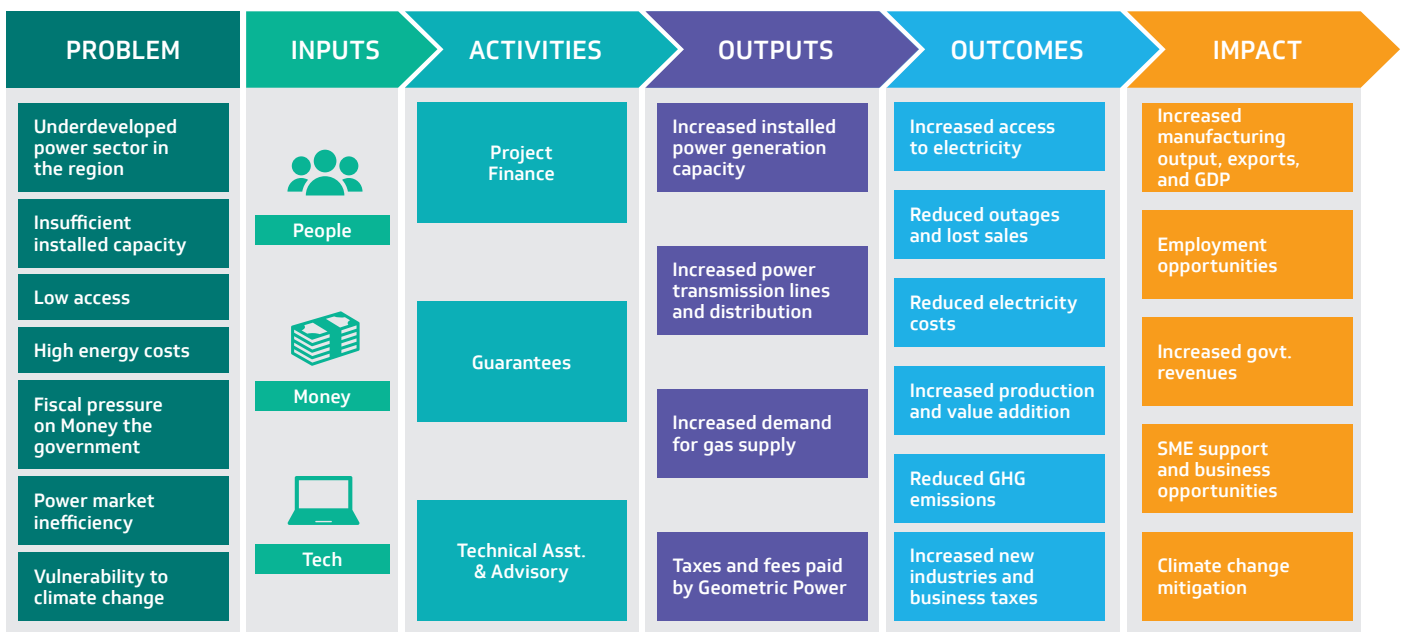 PROBLEM
Underdeveloped
power sector in
the region
Insufficient
installed capacity
Low access
High energy costs
Fiscal pressure
on Money the
government
Power market
inefficiency
Vulnerability to
climate change
INPUTS
People
Money
Tech
ACTIVITIES
Project
Finance
Guarantees
Technical Asst.
& Advisory
OUTPUTS
Increased installed
power generation
capacity
Increased power
transmission lines
and distribution
Increased demand
for gas supply
Taxes and fees paid
by Geometric Power
OUTCOMES
Increased access
to electricity
Reduced outages
and lost sales
Reduced electricity
costs
Increased production
and value addition
Reduced GHG
emissions
Increased new
industries and
business taxes
IMPACT
Increased
manufacturing
output, exports,
and GDP
Employment
opportunities
Increased govt.
revenues
SME support
and business
opportunities
Climate change
mitigation